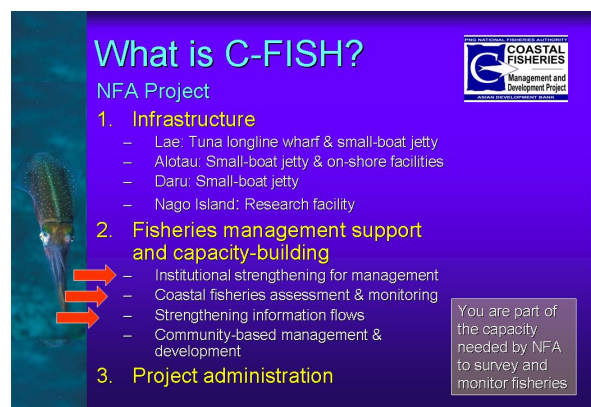 What is C-FISH?
PNG NATIONAL FISHERIES AUTHORITY
COASTAL
FISHERIES
Management and
Development Project
ASIAN DEVELOPMENT BANK
NFA Project
1. Infrastructure
– Lae: Tuna longline wharf & small-boat jetty
– Alotau: Small-boat jetty & on-shore facilities
– Daru: Small-boat jetty
– Nago Island: Research facility
2. Fisheries management support
and capacity-building
– Institutional strengthening for management
– Coastal fisheries assessment & monitoring
– Strengthening information flows
– Community-based management &
development
3. Project administration
You are part of
the capacity
needed by NFA
to survey and
monitor fisheries